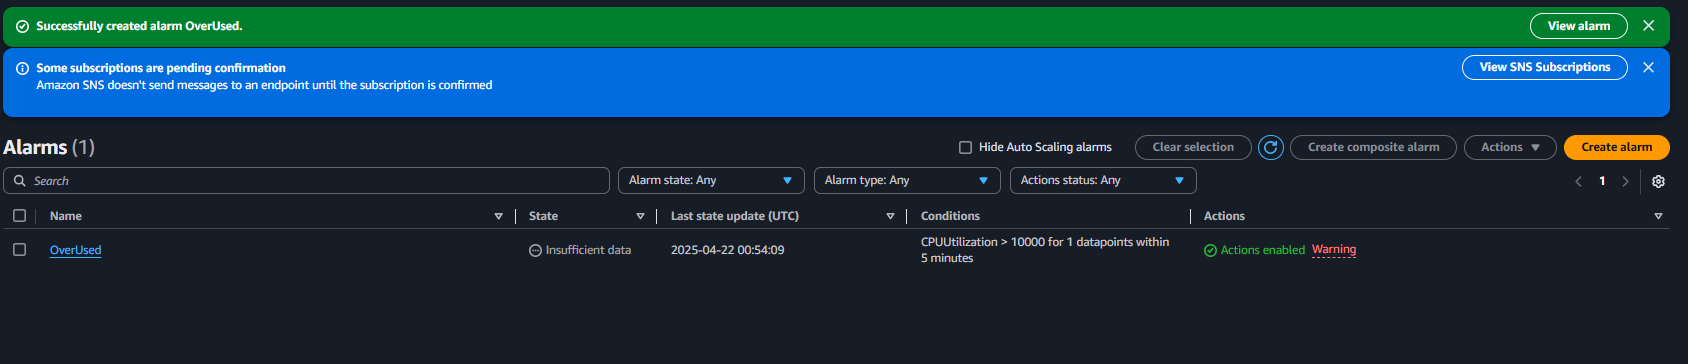 Successfully created alarm OverUsed.
View alarm
Some subscriptions are pending confirmation
Amazon SNS doesn't send messages to an endpoint until the subscription is confirmed
View SNS Subscriptions
Alarms (1)
Hide Auto Scaling alarms
Clear selection
Create composite alarm
Actions
Create alarm
Search
Alarm state: Any
Alarm type: Any
Actions status: Any
1
Name
State
Last state update (UTC)
Conditions
Actions
OverUsed
Insufficient data
2025-04-22 00:54:09
CPUUtilization > 10000 for 1 datapoints within
5 minutes
Actions enabled
Warning